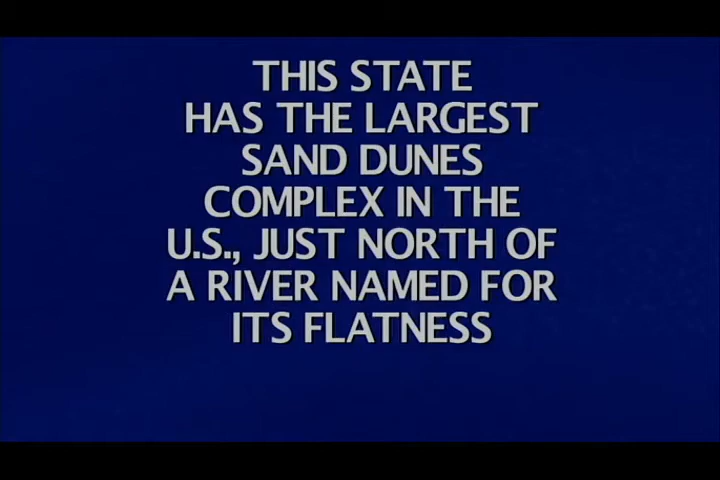 THIS STATE
HAS THE LARGEST
SAND DUNES
COMPLEX IN THE
U.S., JUST NORTH OF
A RIVER NAMED FOR
ITS FLATNESS